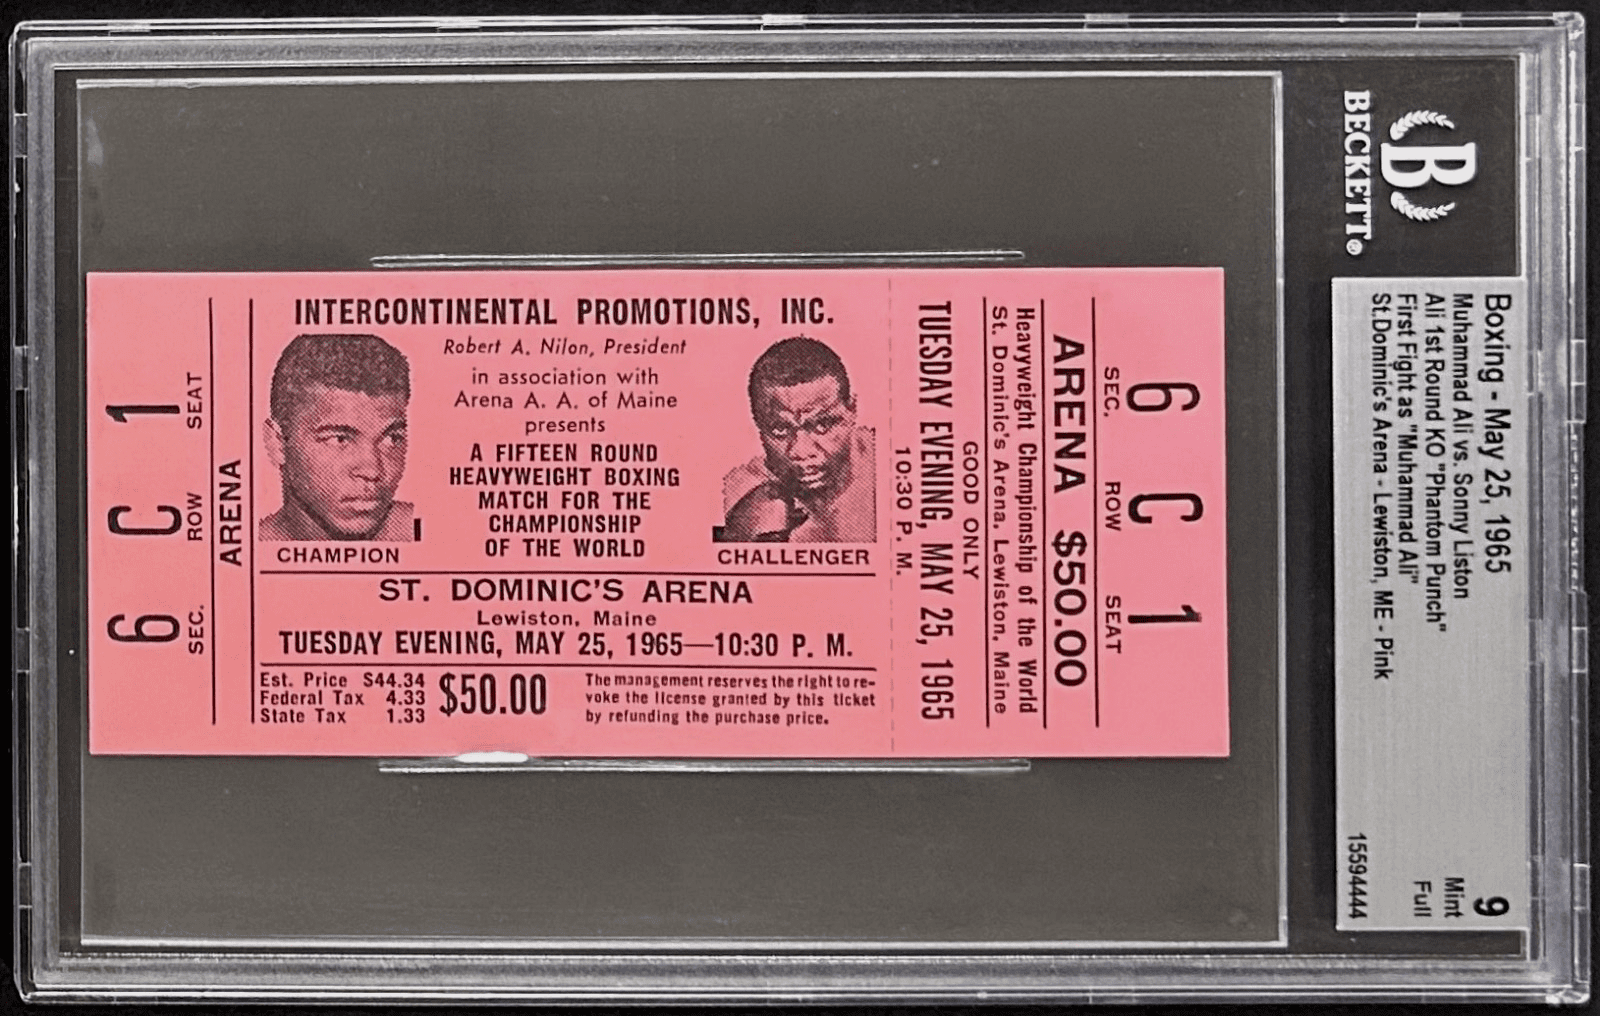 INTERCONTINENTAL PROMOTIONS, INC.
Robert A. Nilon, President
in association with
Arena A. A. of Maine
presents
A FIFTEEN ROUND
HEAVYWEIGHT BOXING
MATCH FOR THE
CHAMPIONSHIP
OF THE WORLD
CHAMPION
CHALLENGER
ST. DOMINIC'S ARENA
Lewiston, Maine
TUESDAY EVENING, MAY 25, 1965—10:30 P. M.
Est. Price $44.34
Federal Tax 4.33
State Tax 1.33
$50.00
The management reserves the right to re-
voke the license granted by this ticket
by refunding the purchase price.
ARENA
SEC. ROW SEAT
6 C 1
6 C 1
SEC. ROW SEAT
ARENA $50.00
Heavyweight Championship of the World
St. Dominic's Arena, Lewiston, Maine
GOOD ONLY
TUESDAY EVENING, MAY 25, 1965
10:30 P. M.
B
BECKETT®
Boxing - May 25, 1965
Muhammad Ali vs. Sonny Liston
Ali 1st Round KO "Phantom Punch"
First Fight as "Muhammad Ali"
St.Dominic's Arena - Lewiston, ME - Pink
9
Mint
Full
15594444